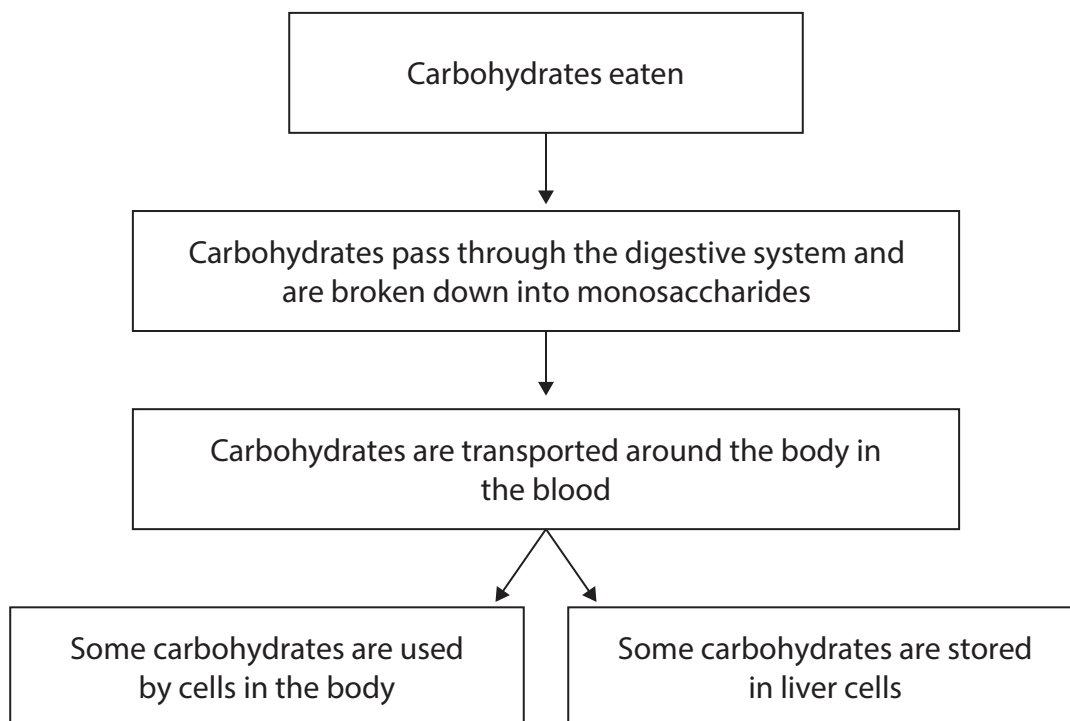 Carbohydrates eaten
Carbohydrates pass through the digestive system and
are broken down into monosaccharides
Carbohydrates are transported around the body in
the blood
Some carbohydrates are used
by cells in the body
Some carbohydrates are stored
in liver cells